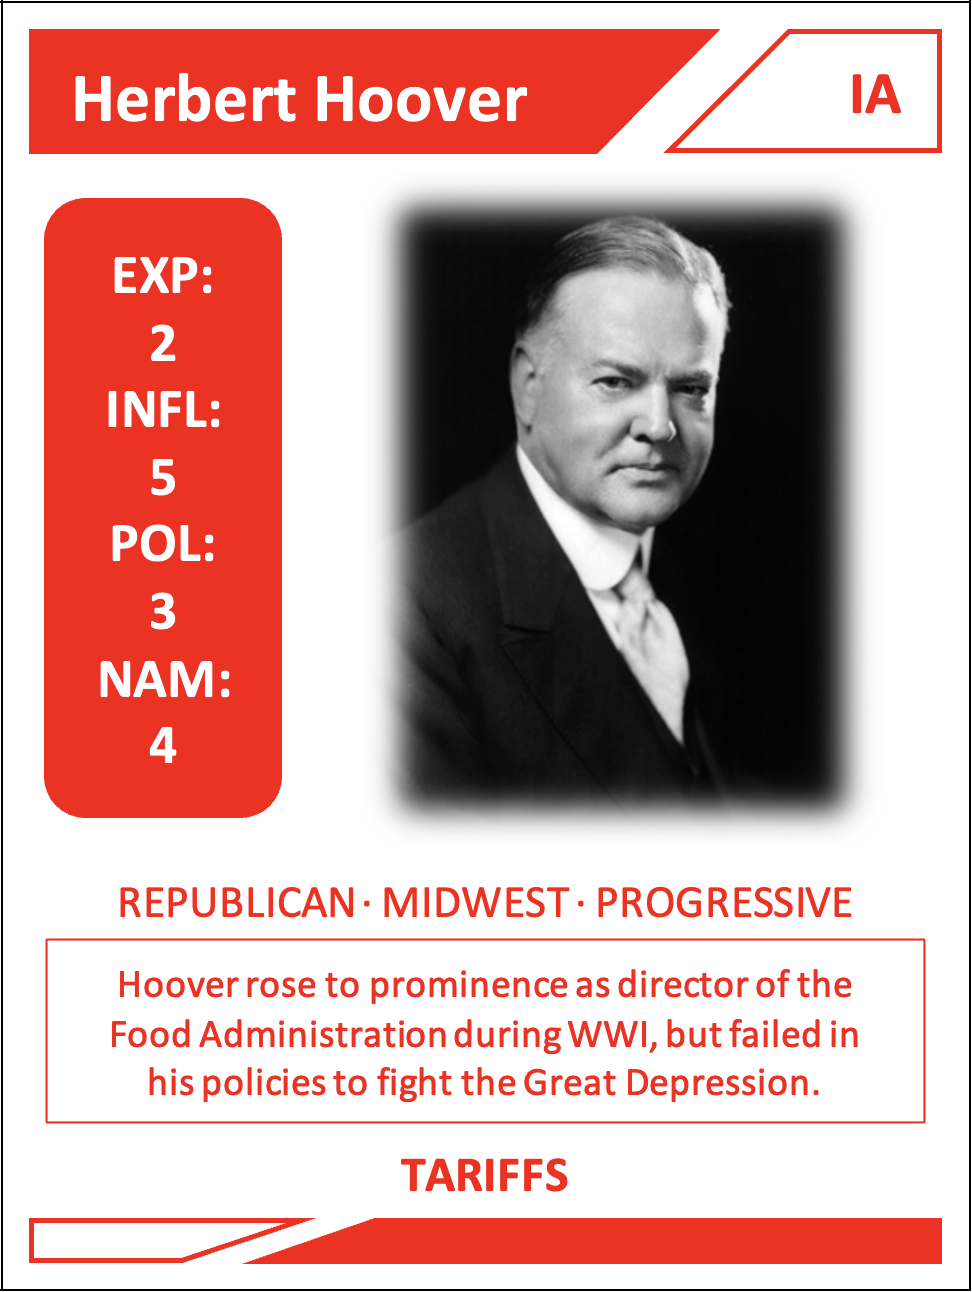 Herbert Hoover
IA
EXP:
2
INFL:
5
POL:
3
NAM:
4
REPUBLICAN · MIDWEST · PROGRESSIVE
Hoover rose to prominence as director of the
Food Administration during WWI, but failed in
his policies to fight the Great Depression.
TARIFFS